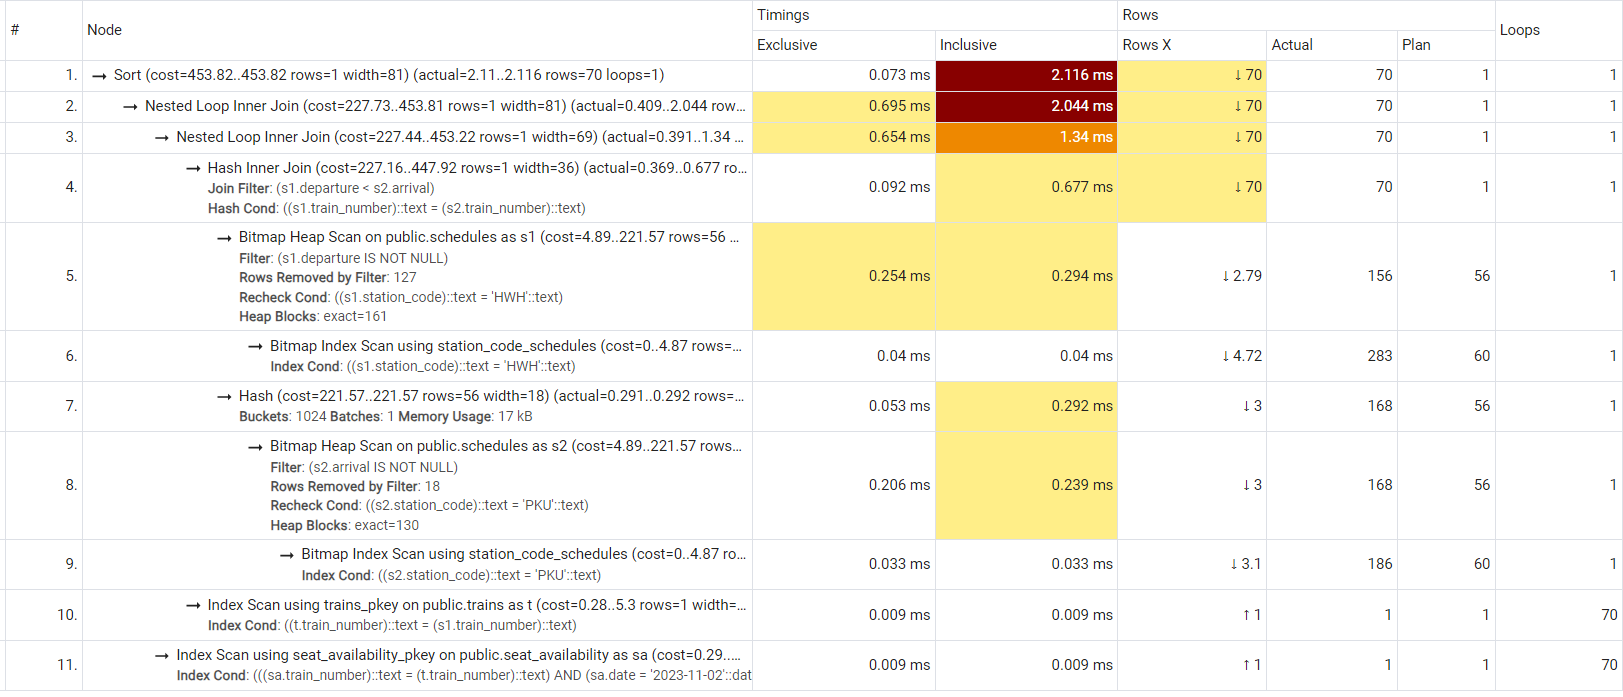 # Node Timings Rows Loops
Exclusive Inclusive Rows X Actual Plan
1. → Sort (cost=453.82..453.82 rows=1 width=81) (actual=2.11..2.116 rows=70 loops=1) 0.073 ms 2.116 ms ↓ 70 70 1 1
2. → Nested Loop Inner Join (cost=227.73..453.81 rows=1 width=81) (actual=0.409..2.044 row... 0.695 ms 2.044 ms ↓ 70 70 1 1
3. → Nested Loop Inner Join (cost=227.44..453.22 rows=1 width=69) (actual=0.391..1.34 ... 0.654 ms 1.34 ms ↓ 70 70 1 1
4. → Hash Inner Join (cost=227.16..447.92 rows=1 width=36) (actual=0.369..0.677 ro... 0.092 ms 0.677 ms ↓ 70 70 1 1
Join Filter: (s1.departure < s2.arrival)
Hash Cond: ((s1.train_number)::text = (s2.train_number)::text)
5. → Bitmap Heap Scan on public.schedules as s1 (cost=4.89..221.57 rows=56 ... 0.254 ms 0.294 ms ↓ 2.79 156 56 1
Filter: (s1.departure IS NOT NULL)
Rows Removed by Filter: 127
Recheck Cond: ((s1.station_code)::text = 'HWH'::text)
Heap Blocks: exact=161
6. → Bitmap Index Scan using station_code_schedules (cost=0..4.87 rows=... 0.04 ms 0.04 ms ↓ 4.72 283 60 1
Index Cond: ((s1.station_code)::text = 'HWH'::text)
7. → Hash (cost=221.57..221.57 rows=56 width=18) (actual=0.291..0.292 rows=... 0.053 ms 0.292 ms ↓ 3 168 56 1
Buckets: 1024 Batches: 1 Memory Usage: 17 kB
8. → Bitmap Heap Scan on public.schedules as s2 (cost=4.89..221.57 rows... 0.206 ms 0.239 ms ↓ 3 168 56 1
Filter: (s2.arrival IS NOT NULL)
Rows Removed by Filter: 18
Recheck Cond: ((s2.station_code)::text = 'PKU'::text)
Heap Blocks: exact=130
9. → Bitmap Index Scan using station_code_schedules (cost=0..4.87 ro... 0.033 ms 0.033 ms ↓ 3.1 186 60 1
Index Cond: ((s2.station_code)::text = 'PKU'::text)
10. → Index Scan using trains_pkey on public.trains as t (cost=0.28..5.3 rows=1 width=... 0.009 ms 0.009 ms ↑ 1 1 1 70
Index Cond: ((t.train_number)::text = (s1.train_number)::text)
11. → Index Scan using seat_availability_pkey on public.seat_availability as sa (cost=0.29..... 0.009 ms 0.009 ms ↑ 1 1 1 70
Index Cond: (((sa.train_number)::text = (t.train_number)::text) AND (sa.date = '2023-11-02'::dat